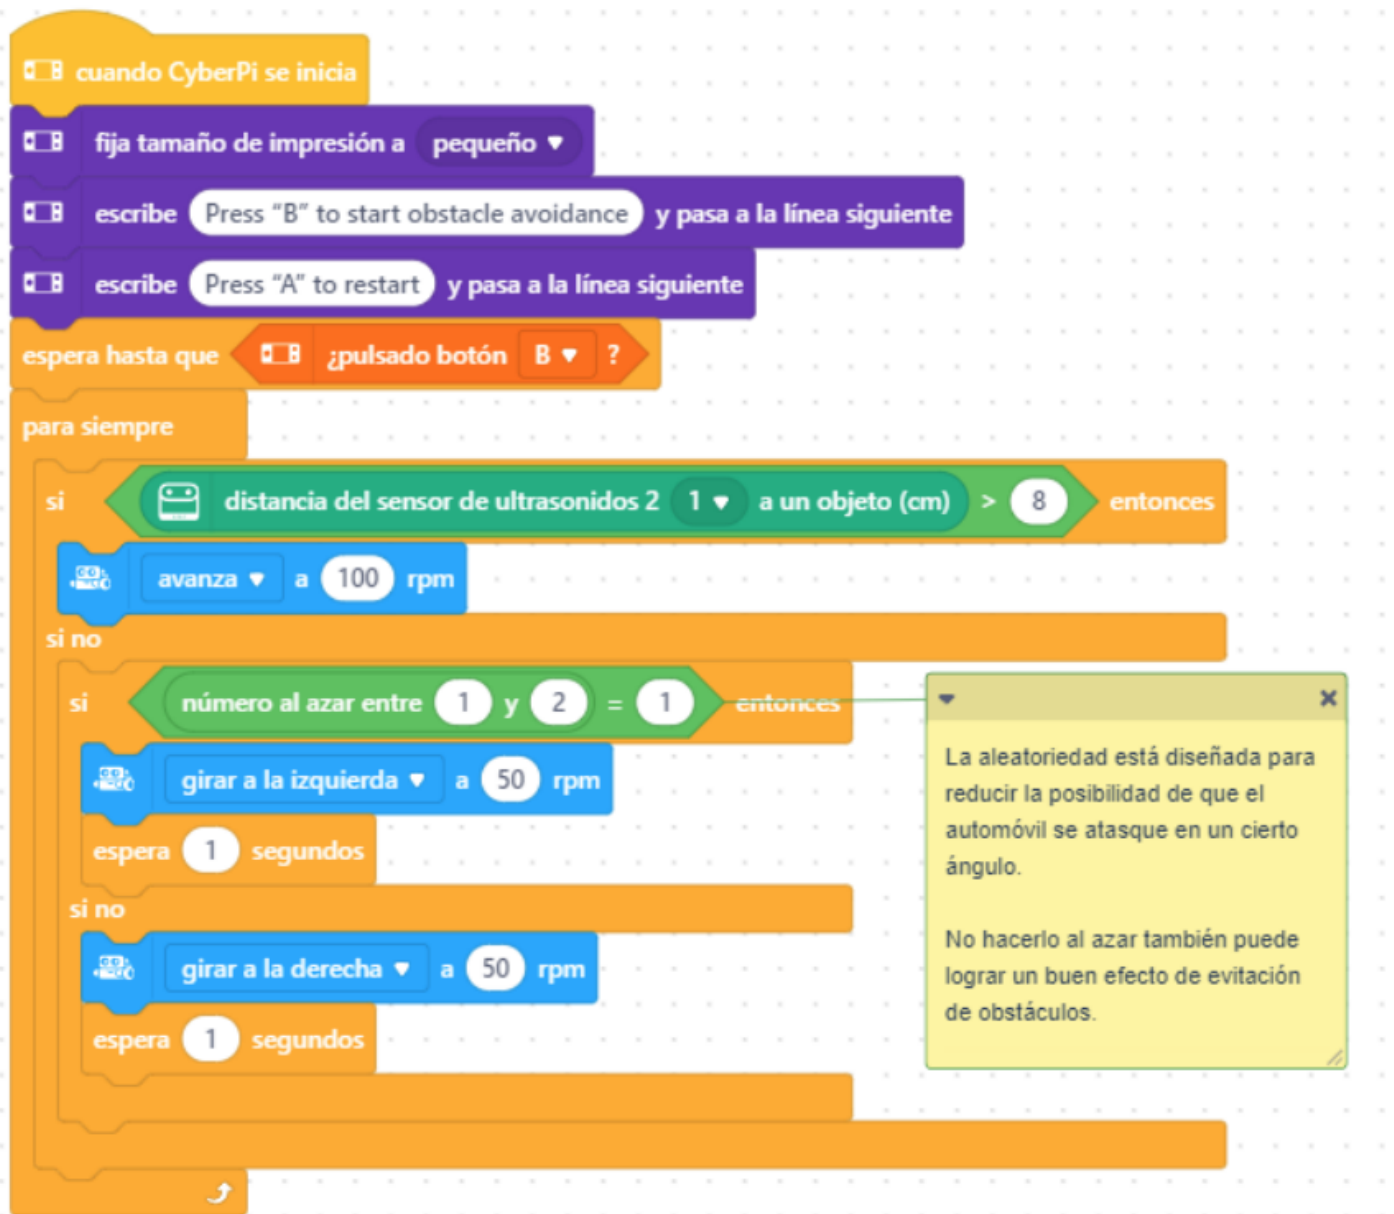 cuando CyberPi se inicia
fija tamaño de impresión a pequeño
escribe Press “B” to start obstacle avoidance y pasa a la línea siguiente
escribe Press “A” to restart y pasa a la línea siguiente
espera hasta que ¿pulsado botón B ?
para siempre
si distancia del sensor de ultrasonidos 2 1 a un objeto (cm) > 8 entonces
avanza a 100 rpm
si no
si número al azar entre 1 y 2 = 1 entonces
girar a la izquierda a 50 rpm
espera 1 segundos
si no
girar a la derecha a 50 rpm
espera 1 segundos
La aleatoriedad está diseñada para
reducir la posibilidad de que el
automóvil se atasque en un cierto
ángulo.
No hacerlo al azar también puede
lograr un buen efecto de evitación
de obstáculos.